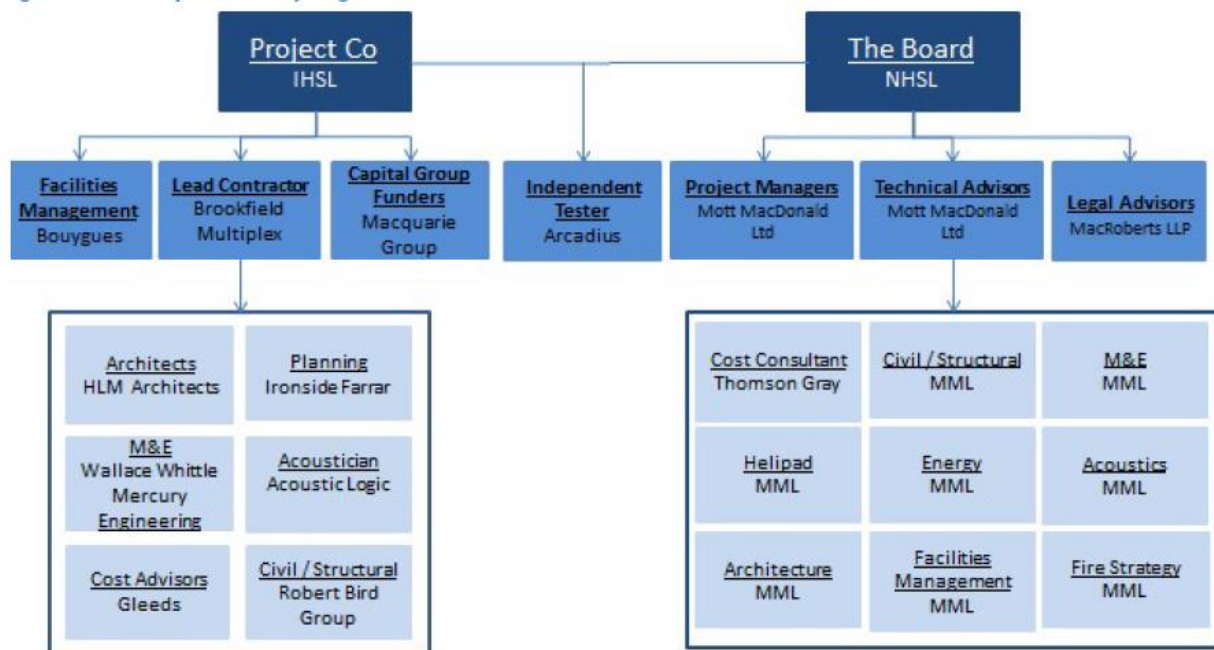 Project Co
IHSL
The Board
NHSL
Facilities
Management
Bouygues
Lead Contractor
Brookfield
Multiplex
Capital Group
Funders
Macquarie
Group
Independent
Tester
Arcadius
Project Managers
Mott MacDonald
Ltd
Technical Advisors
Mott MacDonald
Ltd
Legal Advisors
MacRoberts LLP
Architects
HLM Architects
Planning
Ironside Farrar
M&E
Wallace Whittle
Mercury
Engineering
Acoustician
Acoustic Logic
Cost Advisors
Gleeds
Civil / Structural
Robert Bird
Group
Cost Consultant
Thomson Gray
Civil / Structural
MML
M&E
MML
Helipad
MML
Energy
MML
Acoustics
MML
Architecture
MML
Facilities
Management
MML
Fire Strategy
MML